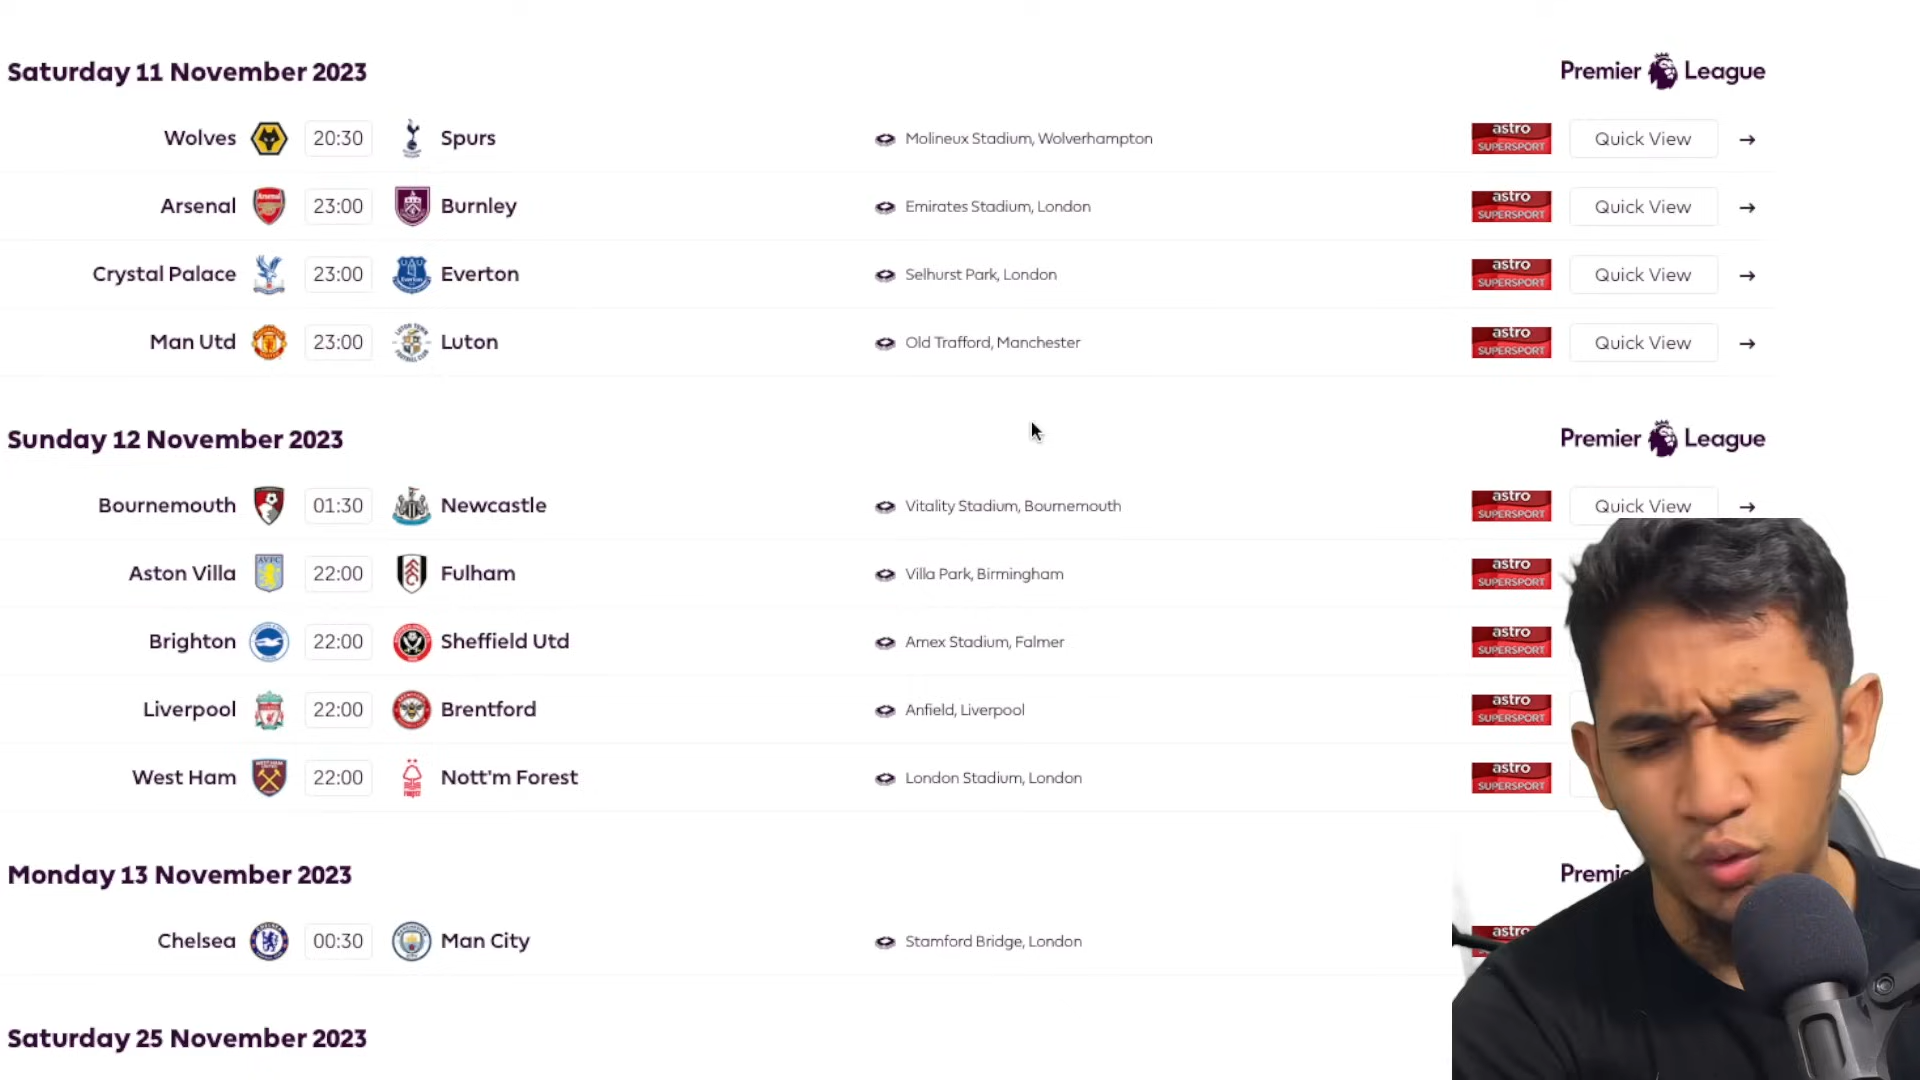 Saturday 11 November 2023 Premier League
Wolves 20:30 Spurs Molineux Stadium, Wolverhampton astro SUPERSPORT Quick View →
Arsenal 23:00 Burnley Emirates Stadium, London astro SUPERSPORT Quick View →
Crystal Palace 23:00 Everton Selhurst Park, London astro SUPERSPORT Quick View →
Man Utd 23:00 Luton Old Trafford, Manchester astro SUPERSPORT Quick View →
Sunday 12 November 2023 Premier League
Bournemouth 01:30 Newcastle Vitality Stadium, Bournemouth astro SUPERSPORT Quick View →
Aston Villa 22:00 Fulham Villa Park, Birmingham astro SUPERSPORT
Brighton 22:00 Sheffield Utd Amex Stadium, Falmer astro SUPERSPORT
Liverpool 22:00 Brentford Anfield, Liverpool astro SUPERSPORT
West Ham 22:00 Nott'm Forest London Stadium, London astro SUPERSPORT
Monday 13 November 2023 Premie
Chelsea 00:30 Man City Stamford Bridge, London astro
Saturday 25 November 2023